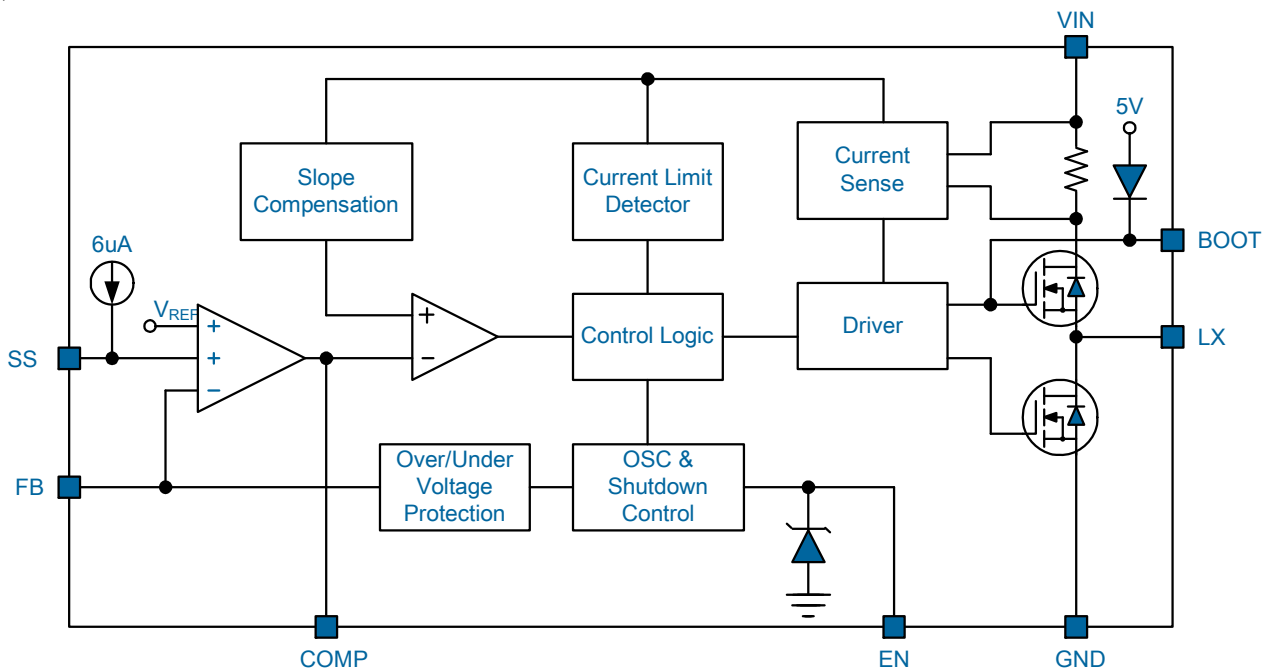 VIN
5V
Slope
Compensation
Current Limit
Detector
Current
Sense
BOOT
6uA
VREF
+
+
−
+
−
Control Logic
Driver
LX
SS
FB
Over/Under
Voltage
Protection
OSC &
Shutdown
Control
COMP
EN
GND